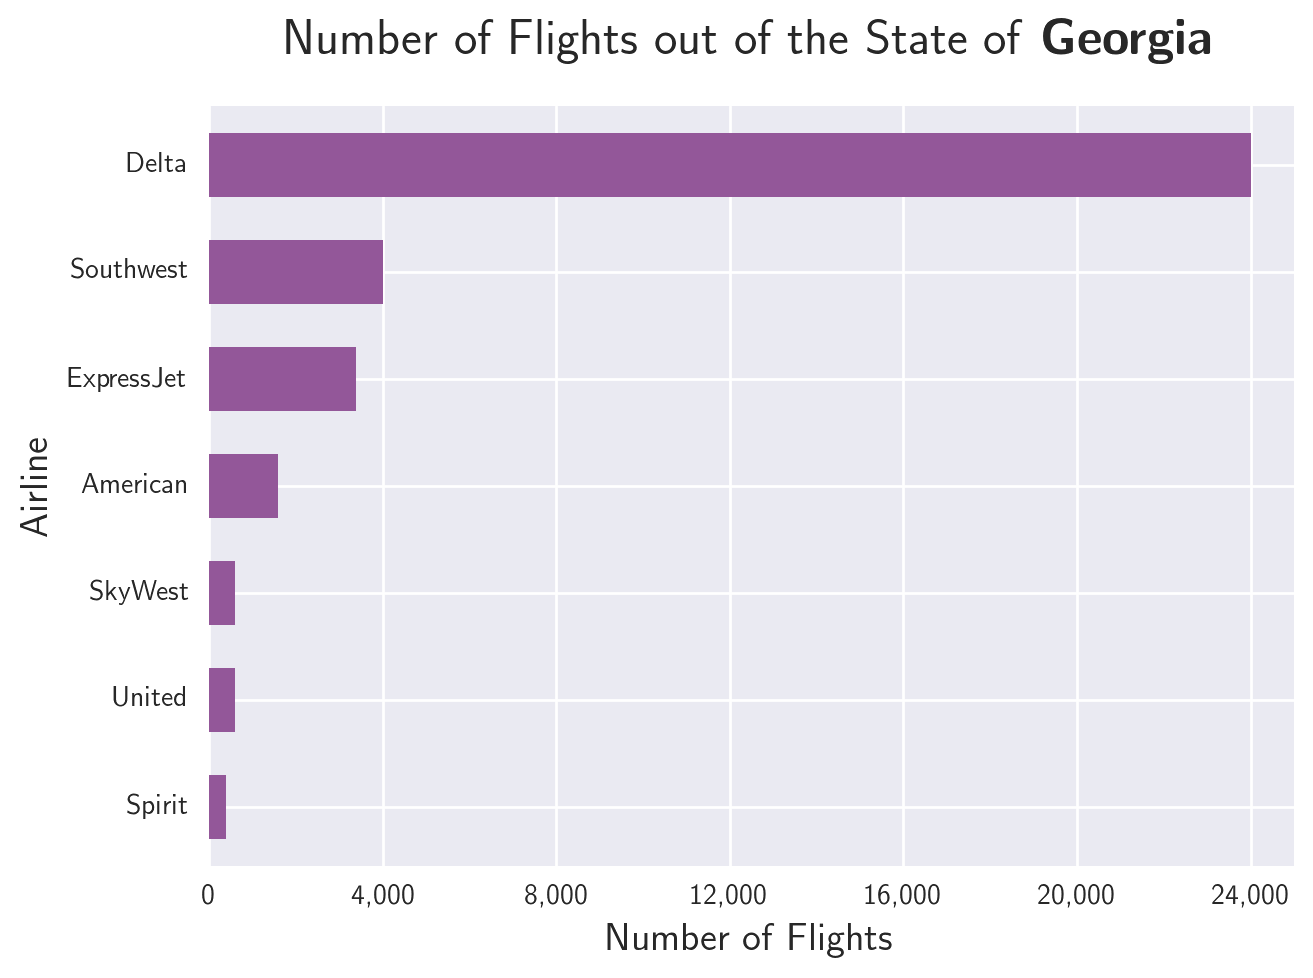 Number of Flights out of the State of Georgia
Delta
Southwest
ExpressJet
American
SkyWest
United
Spirit
Airline
0 4,000 8,000 12,000 16,000 20,000 24,000
Number of Flights